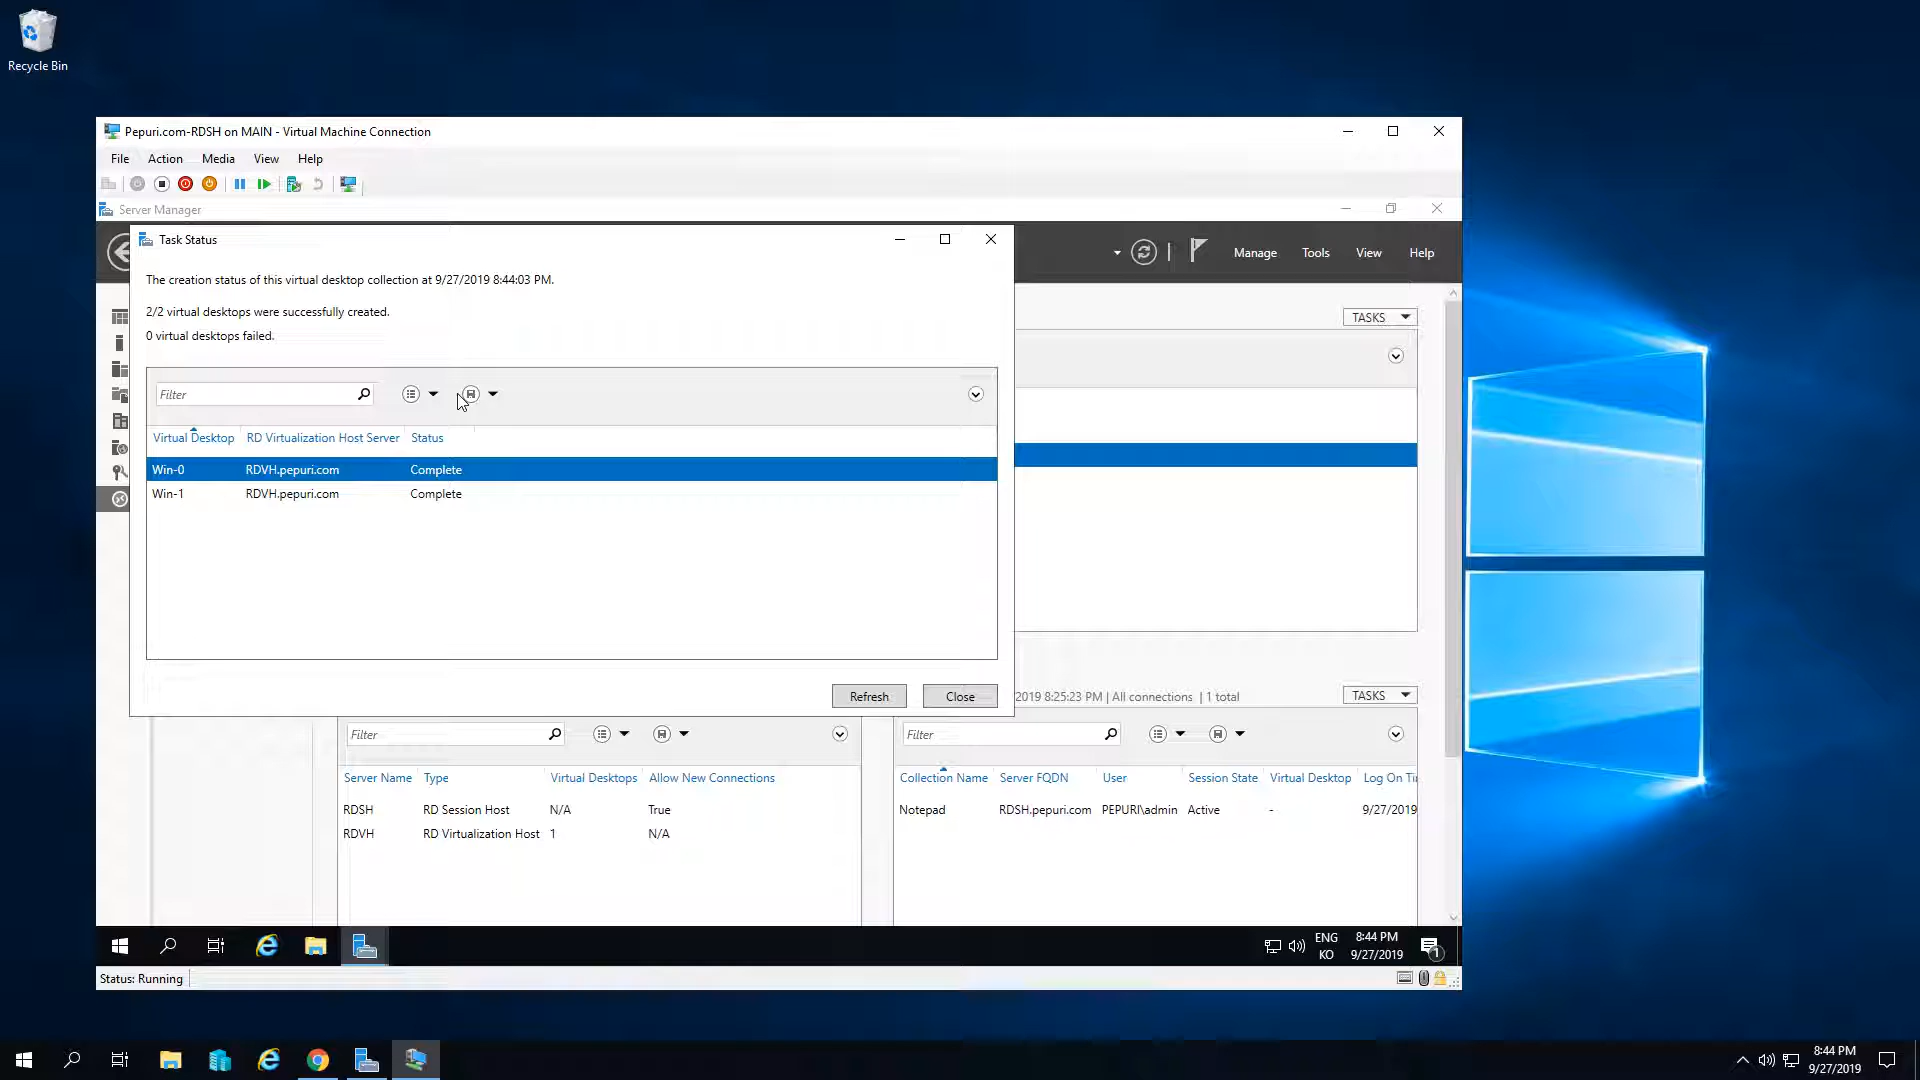 Recycle Bin
Pepuri.com-RDSH on MAIN - Virtual Machine Connection
File Action Media View Help
Server Manager
Task Status
Manage Tools View Help
The creation status of this virtual desktop collection at 9/27/2019 8:44:03 PM.
2/2 virtual desktops were successfully created.
TASKS
0 virtual desktops failed.
Filter
Virtual Desktop RD Virtualization Host Server Status
Win-0 RDVH.pepuri.com Complete
Win-1 RDVH.pepuri.com Complete
Refresh Close
2019 8:25:23 PM | All connections | 1 total TASKS
Filter
Filter
Server Name Type Virtual Desktops Allow New Connections
RDSH RD Session Host N/A True
RDVH RD Virtualization Host 1 N/A
Collection Name Server FQDN User Session State Virtual Desktop Log On Ti
Notepad RDSH.pepuri.com PEPURI\admin Active - 9/27/2019
ENG
KO
8:44 PM
9/27/2019
1
Status: Running
8:44 PM
9/27/2019